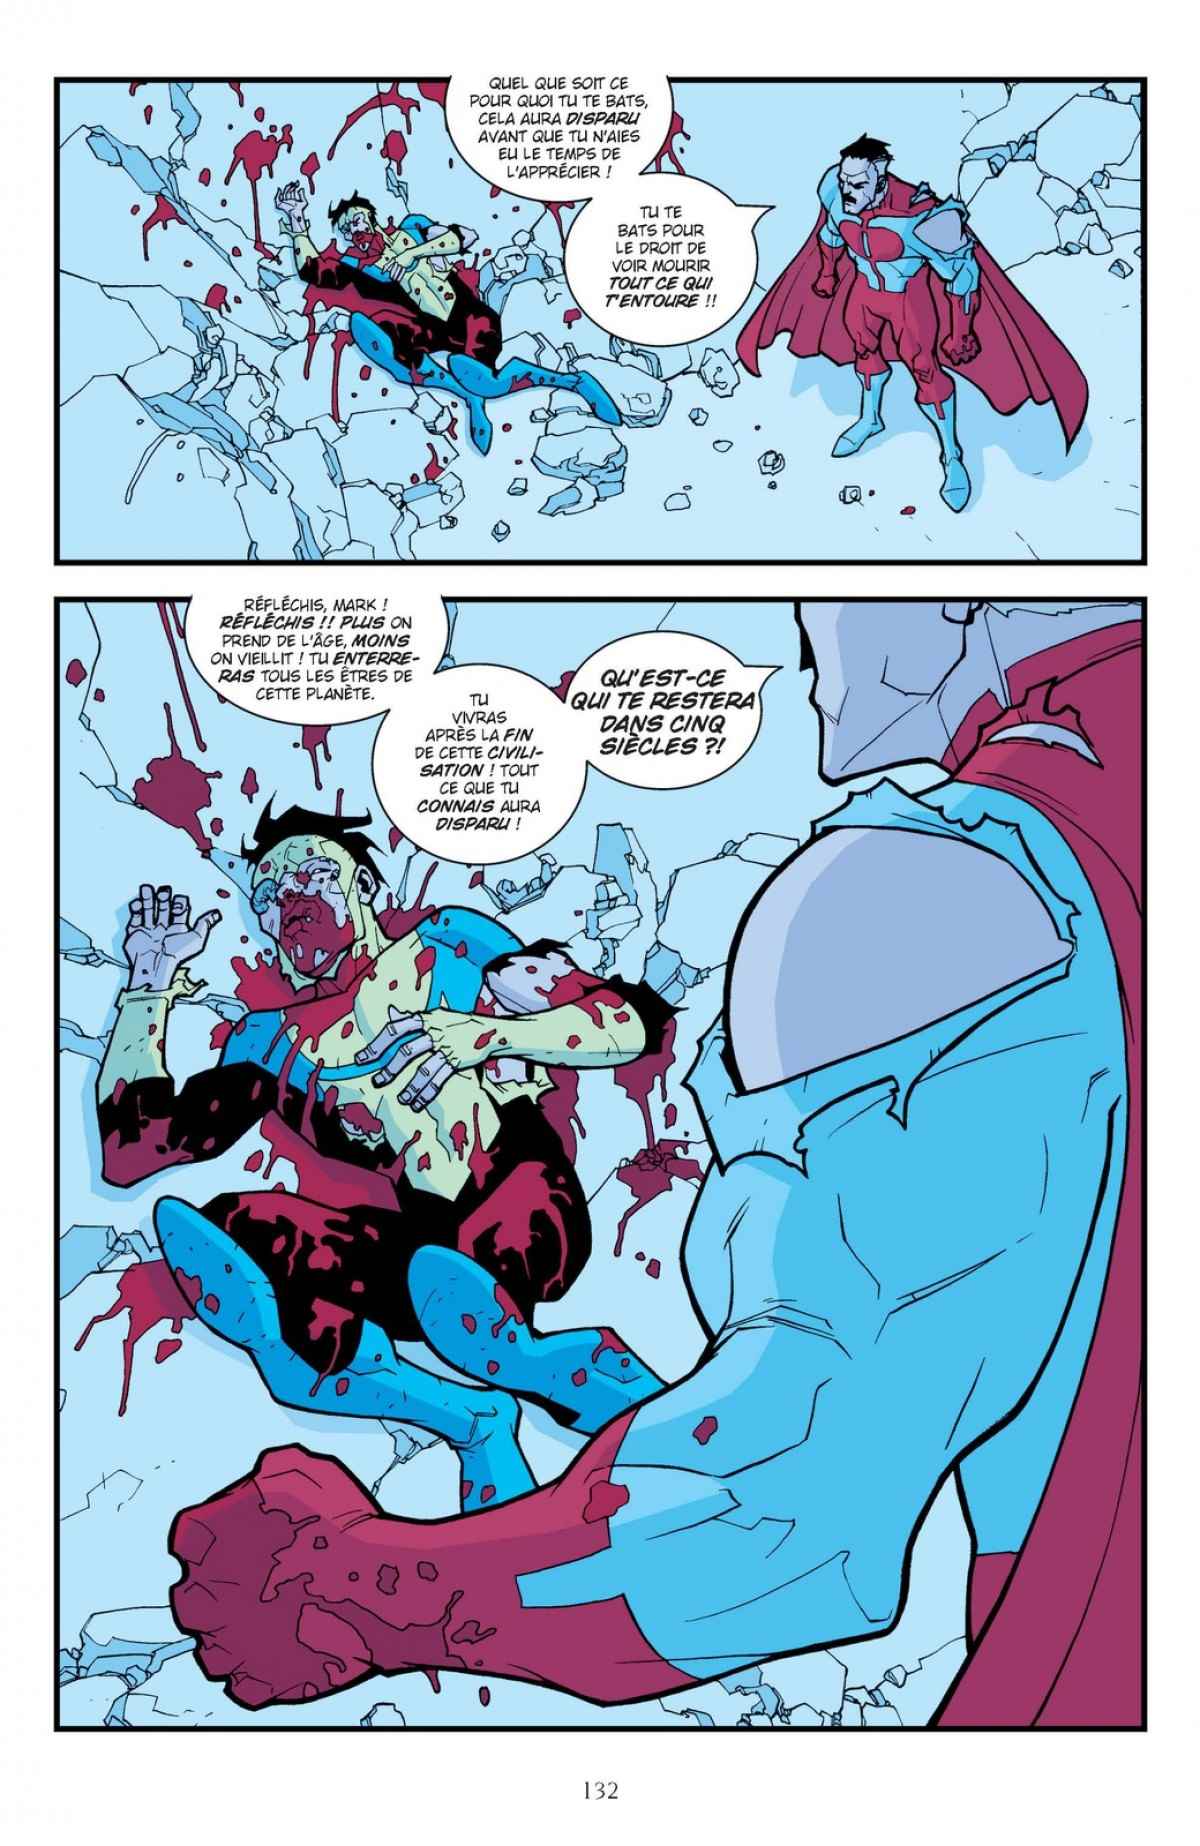 QUEL QUE SOIT CE
POUR QUOI TU TE BATS,
CELA AURA DISPARU
AVANT QUE TU N'AIES
EU LE TEMPS DE
L'APPRÉCIER !
TU TE
BATS POUR
LE DROIT DE
VOIR MOURIR
TOUT CE QUI
T'ENTOURE !!
RÉFLÉCHIS, MARK !
RÉFLÉCHIS !! PLUS ON
PREND DE L'ÂGE, MOINS
ON VIEILLIT ! TU ENTERRE-
RAS TOUS LES ÊTRES DE
CETTE PLANÈTE.
TU
VIVRAS
APRÈS LA FIN
DE CETTE CIVILI-
SATION ! TOUT
CE QUE TU
CONNAIS AURA
DISPARU !
QU'EST-CE
QUI TE RESTERA
DANS CINQ
SIÈCLES ?!
132